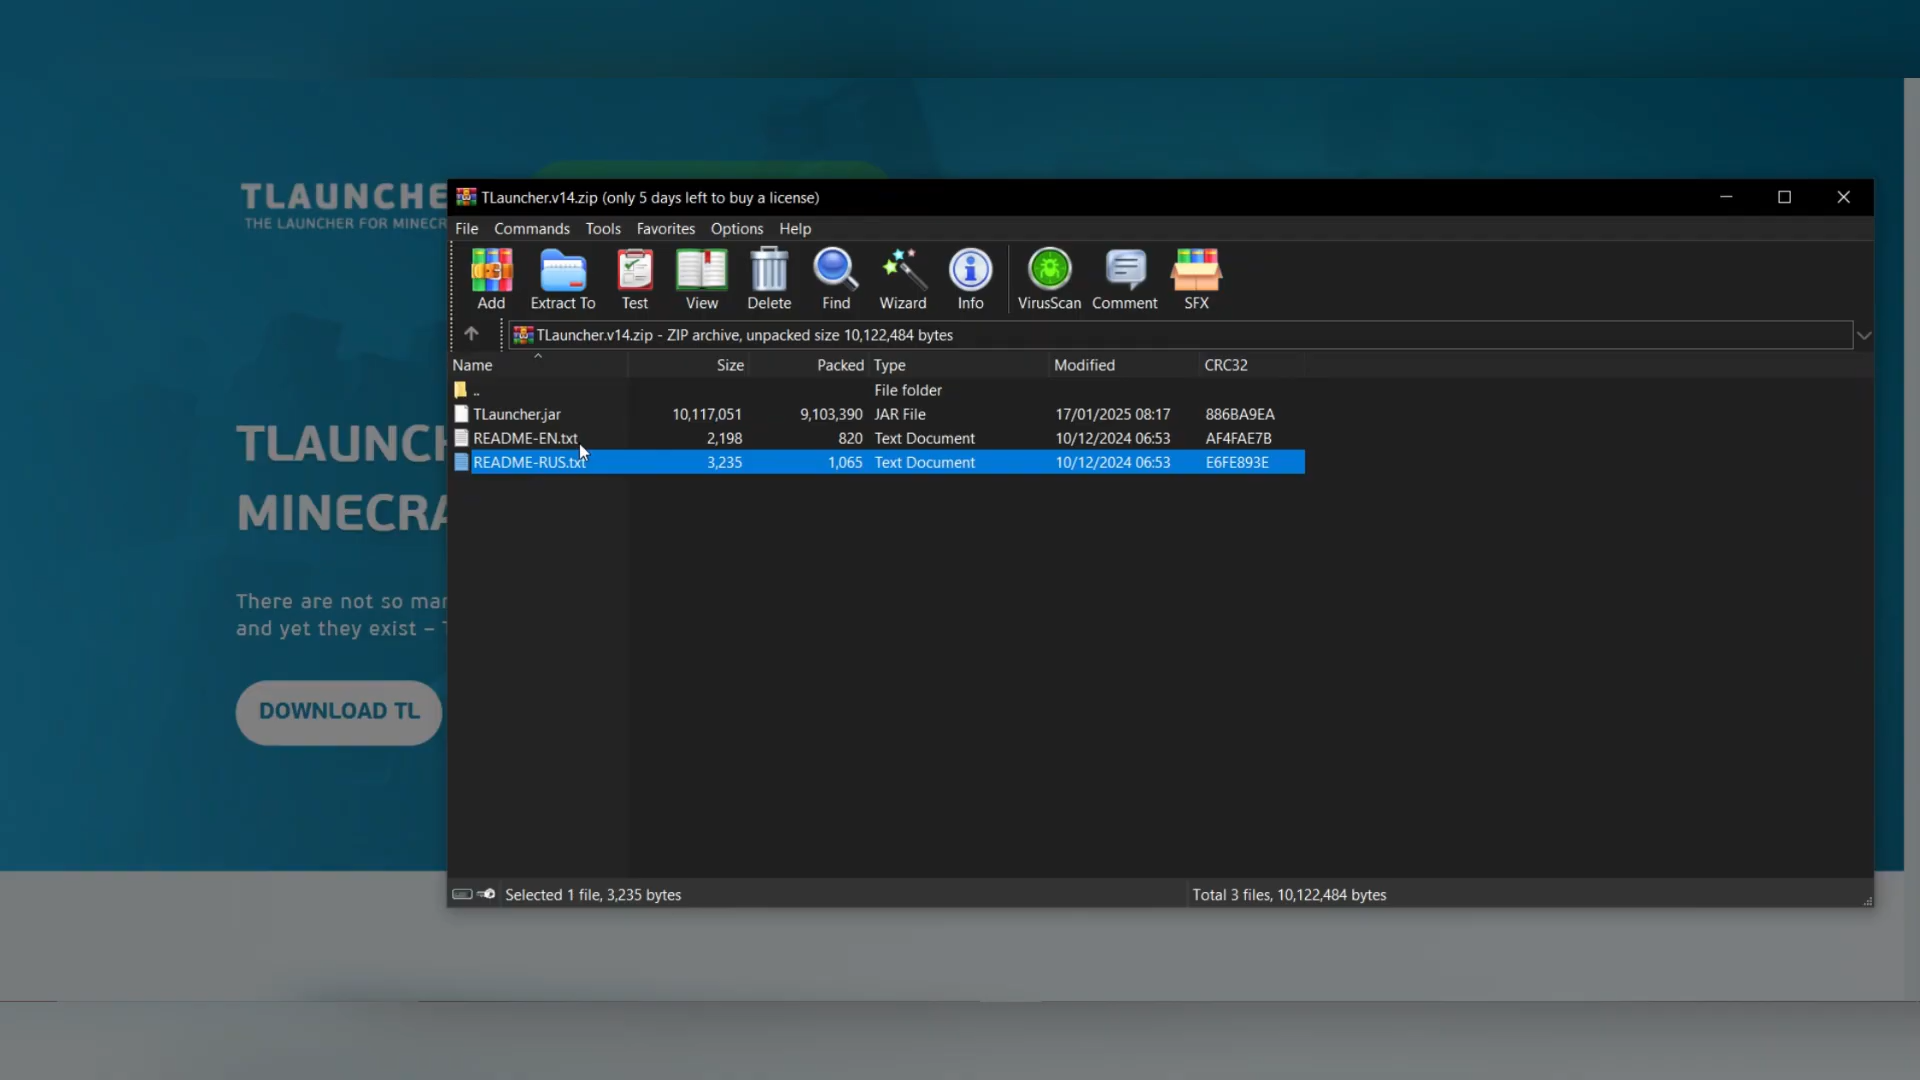 TLAUNCHE
THE LAUNCHER FOR MINECR
TLAUNCH
MINECRA
There are not so mar
and yet they exist –
DOWNLOAD TL
TLauncher.v14.zip (only 5 days left to buy a license)
File Commands Tools Favorites Options Help
Add Extract To Test View Delete Find Wizard Info VirusScan Comment SFX
TLauncher.v14.zip - ZIP archive, unpacked size 10,122,484 bytes
Name Size Packed Type Modified CRC32
.. File folder
TLauncher.jar 10,117,051 9,103,390 JAR File 17/01/2025 08:17 886BA9EA
README-EN.txt 2,198 820 Text Document 10/12/2024 06:53 AF4FAE7B
README-RUS.txt 3,235 1,065 Text Document 10/12/2024 06:53 E6FE893E
Selected 1 file, 3,235 bytes Total 3 files, 10,122,484 bytes